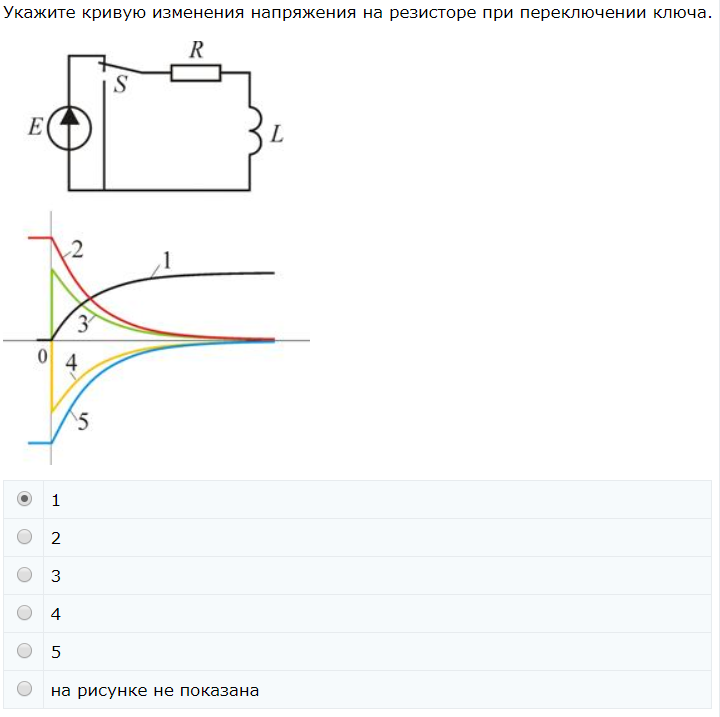 Укажите кривую изменения напряжения на резисторе при переключении ключа.
R
S
E
L
2
1
3
0 4
5
1
2
3
4
5
на рисунке не показана